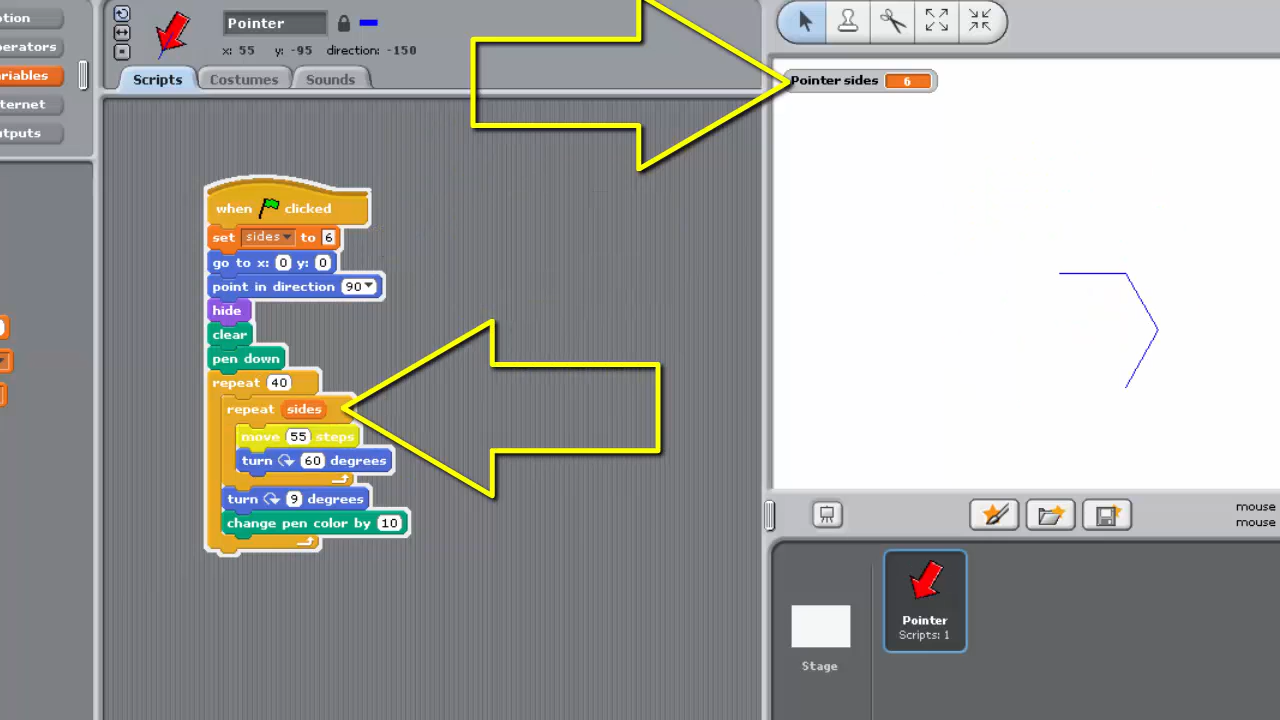 ption
perators
ariables
ternet
utputs
Pointer
x: 55 y: -95 direction: -150
Scripts Costumes Sounds
Pointer sides 6
when clicked
set sides to 6
go to x: 0 y: 0
point in direction 90
hide
clear
pen down
repeat 40
repeat sides
move 55 steps
turn 60 degrees
turn 9 degrees
change pen color by 10
mouse
mouse
Stage
Pointer
Scripts: 1